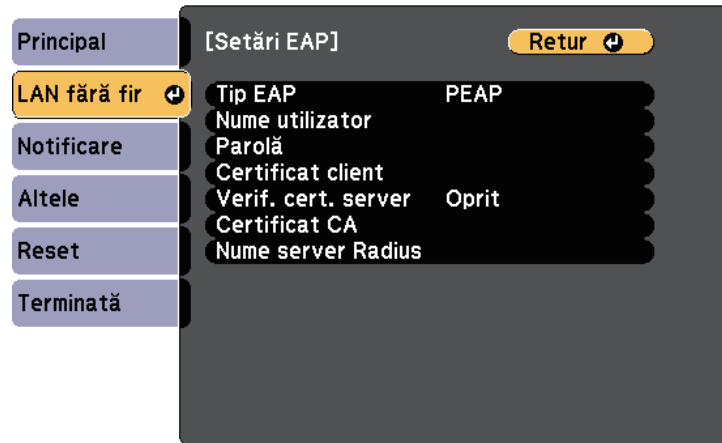 Principal
LAN fără fir
Notificare
Altele
Reset
Terminată
[Setări EAP]
Retur
Tip EAP PEAP
Nume utilizator
Parolă
Certificat client
Verif. cert. server Oprit
Certificat CA
Nume server Radius